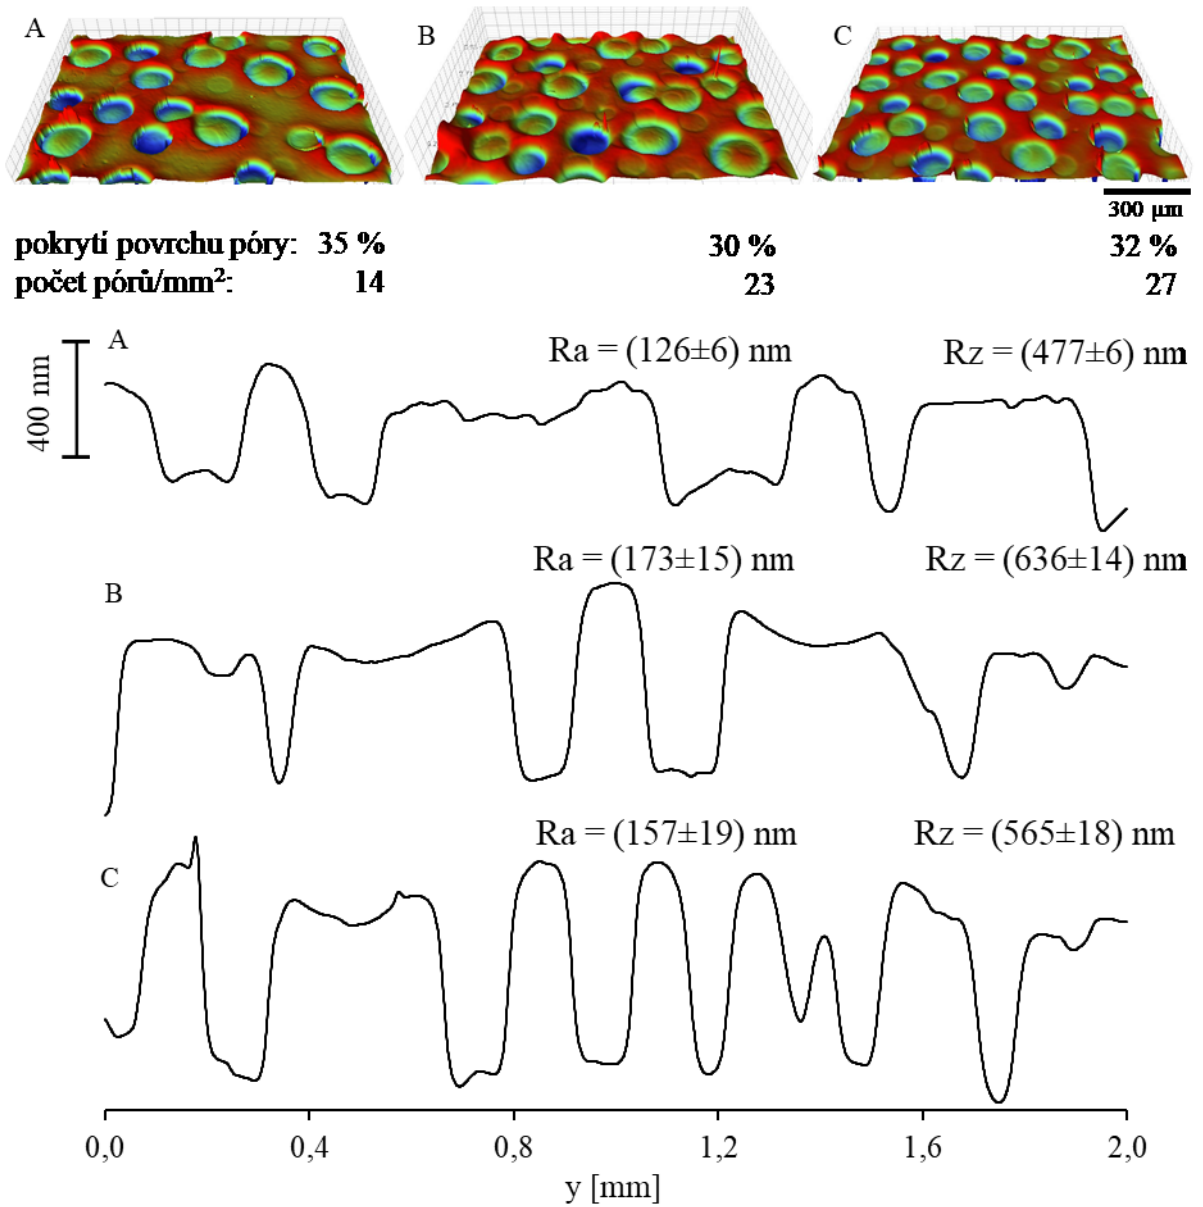 A B C
300 μm
pokrytí povrchu póry: 35 % 30 % 32 %
počet pórů/mm²: 14 23 27
A Ra = (126±6) nm Rz = (477±6) nm
400 nm
B Ra = (173±15) nm Rz = (636±14) nm
C Ra = (157±19) nm Rz = (565±18) nm
0,0 0,4 0,8 1,2 1,6 2,0
y [mm]